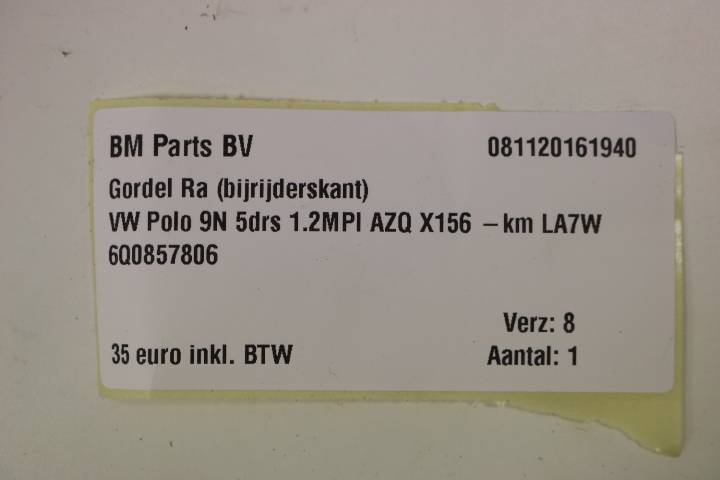 BM Parts BV 081120161940
Gordel Ra (bijrijderskant)
VW Polo 9N 5drs 1.2MPI AZQ X156 – km LA7W
6Q0857806
Verz: 8
35 euro inkl. BTW Aantal: 1